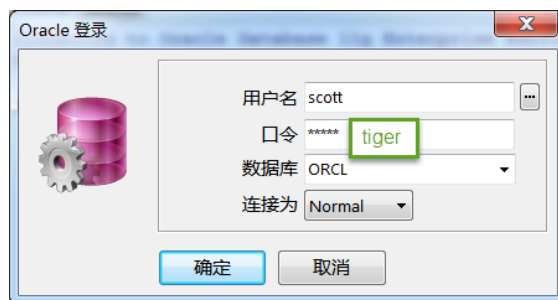 Oracle 登录
用户名 scott
口令 ***** tiger
数据库 ORCL
连接为 Normal
确定 取消